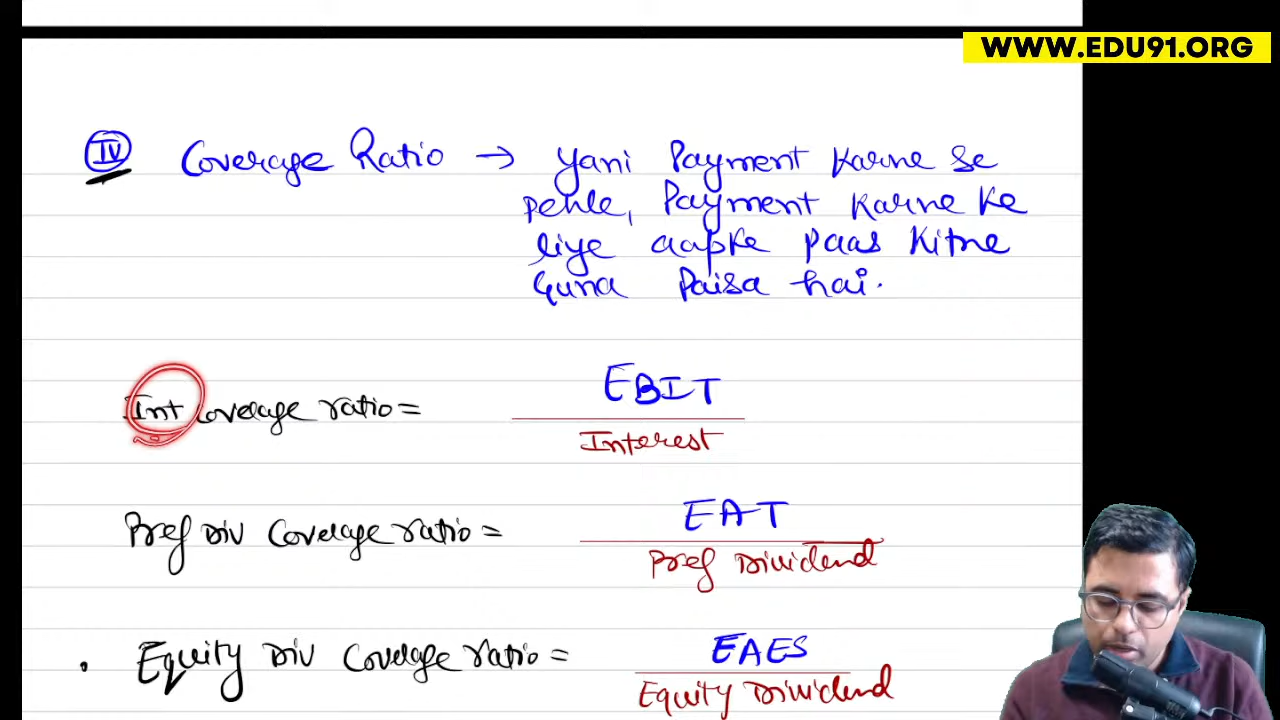 WWW.EDU91.ORG
IV Coverage Ratio → Yani Payment Karne se
Pehle, Payment Karne Ke
liye aapke Paas Kitne
Guna Paisa hai.
Int Coverage ratio = EBIT / Interest
Pref Div Coverage ratio = EAT / Pref Dividend
Equity Div Coverage ratio = EAES / Equity Dividend